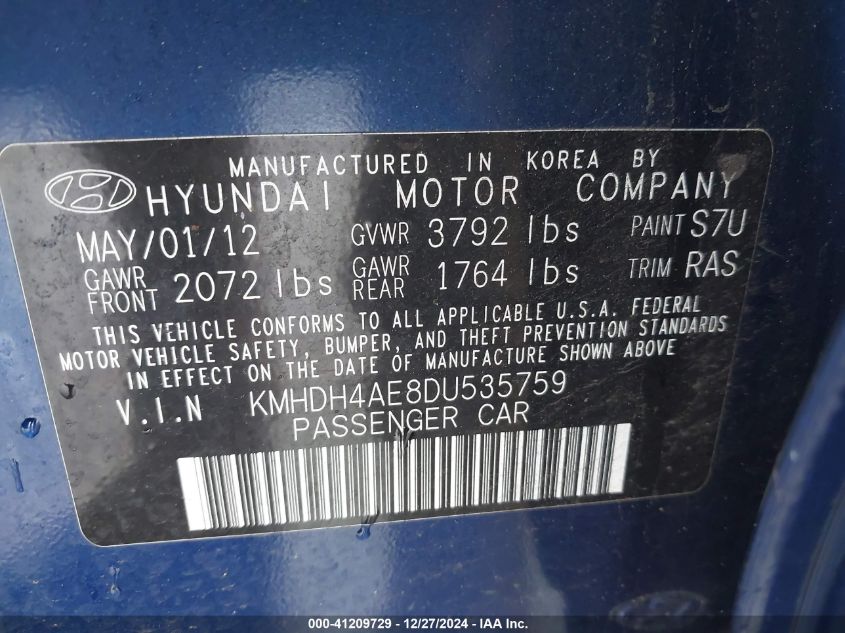 MANUFACTURED IN KOREA BY
HYUNDAI MOTOR COMPANY
MAY/01/12 GVWR 3792 lbs PAINT S7U
GAWR FRONT 2072 lbs GAWR REAR 1764 lbs TRIM RAS
THIS VEHICLE CONFORMS TO ALL APPLICABLE U.S.A. FEDERAL
MOTOR VEHICLE SAFETY, BUMPER, AND THEFT PREVENTION STANDARDS
IN EFFECT ON THE DATE OF MANUFACTURE SHOWN ABOVE.
V.I.N KMHDH4AE8DU535759
PASSENGER CAR
000-41209729 - 12/27/2024 - IAA Inc.